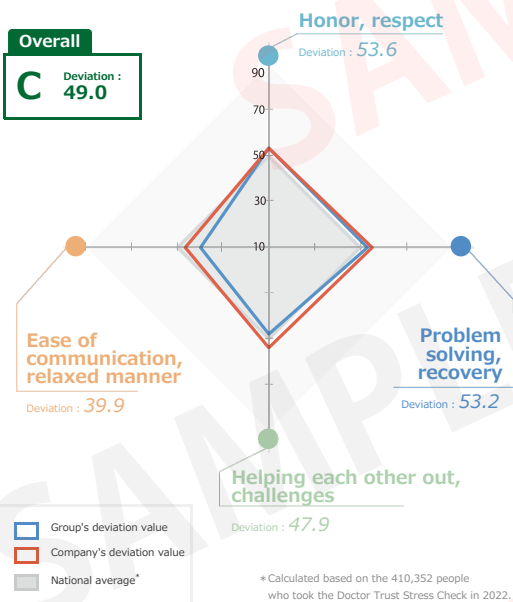 Honor, respect
Deviation : 53.6
Overall
C
Deviation :
49.0
90
70
50
30
10
Ease of
communication,
relaxed manner
Deviation : 39.9
Problem
solving,
recovery
Deviation : 53.2
Helping each other out,
challenges
Deviation : 47.9
Group's deviation value
Company's deviation value
National average*
*Calculated based on the 410,352 people
who took the Doctor Trust Stress Check in 2022.
SAMPLE
SAMPLE